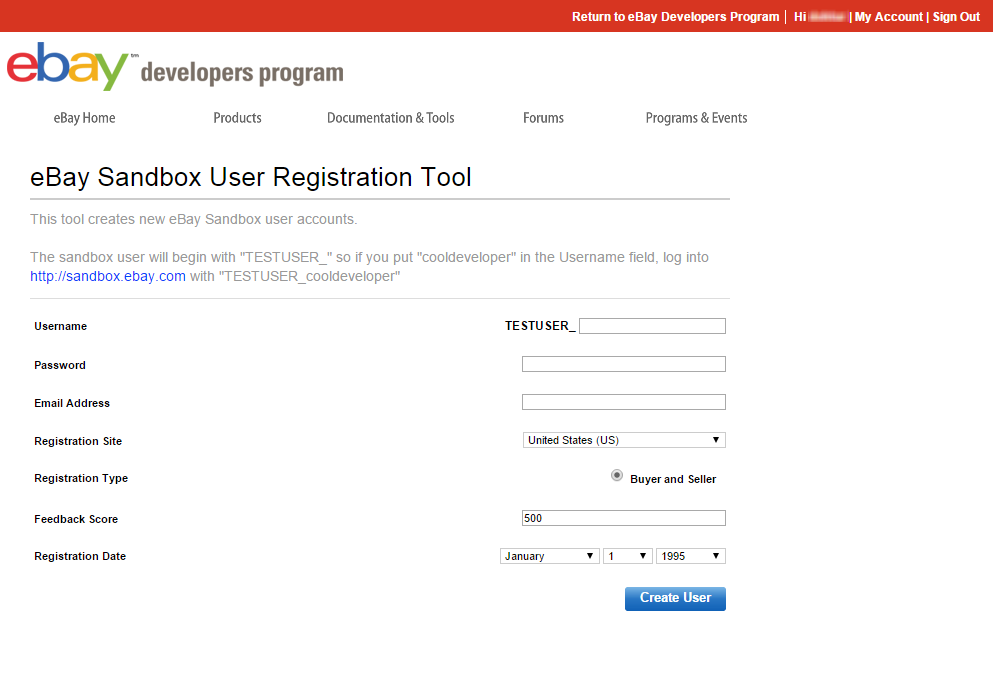 Return to eBay Developers Program | Hi | My Account | Sign Out
ebay™ developers program
eBay Home Products Documentation & Tools Forums Programs & Events
eBay Sandbox User Registration Tool
This tool creates new eBay Sandbox user accounts.
The sandbox user will begin with "TESTUSER_" so if you put "cooldeveloper" in the Username field, log into
http://sandbox.ebay.com with "TESTUSER_cooldeveloper"
Username TESTUSER_
Password
Email Address
Registration Site United States (US)
Registration Type Buyer and Seller
Feedback Score 500
Registration Date January 1 1995
Create User